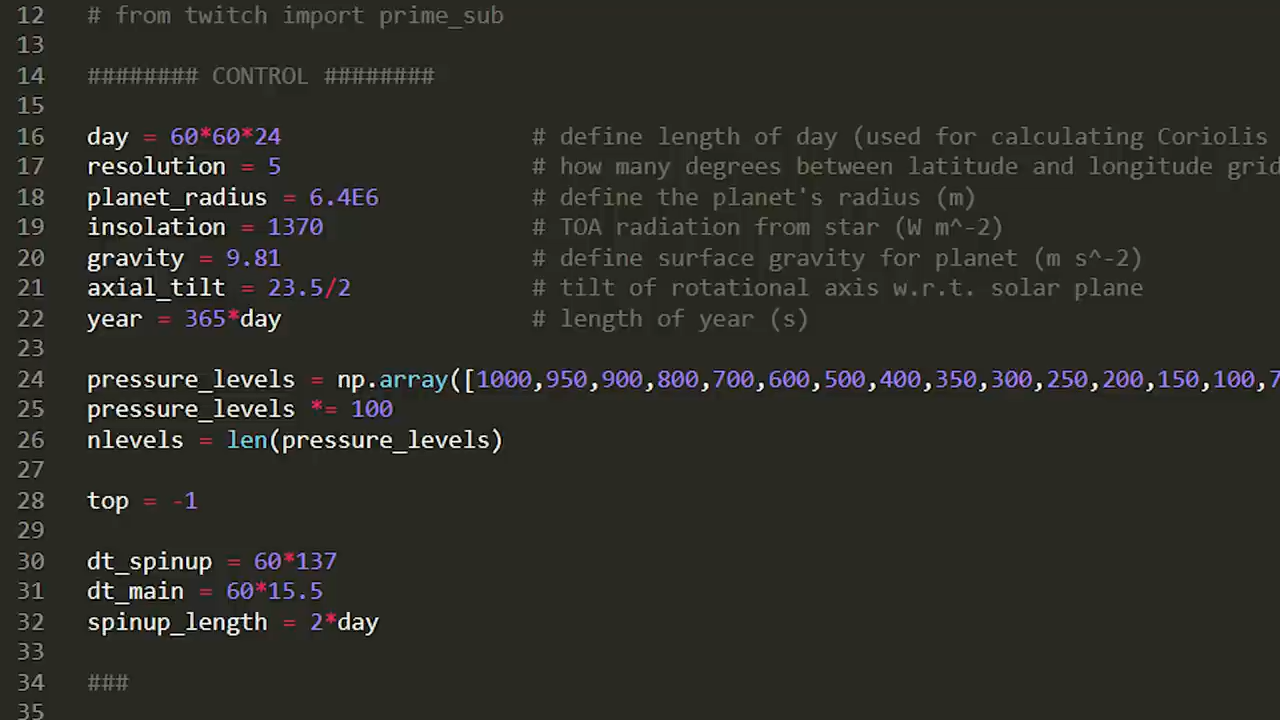 12 # from twitch import prime_sub
13
14 ######## CONTROL ########
15
16 day = 60*60*24 # define length of day (used for calculating Coriolis
17 resolution = 5 # how many degrees between latitude and longitude grid
18 planet_radius = 6.4E6 # define the planet's radius (m)
19 insolation = 1370 # TOA radiation from star (W m^-2)
20 gravity = 9.81 # define surface gravity for planet (m s^-2)
21 axial_tilt = 23.5/2 # tilt of rotational axis w.r.t. solar plane
22 year = 365*day # length of year (s)
23
24 pressure_levels = np.array([1000,950,900,800,700,600,500,400,350,300,250,200,150,100,7
25 pressure_levels *= 100
26 nlevels = len(pressure_levels)
27
28 top = -1
29
30 dt_spinup = 60*137
31 dt_main = 60*15.5
32 spinup_length = 2*day
33
34 ###
35